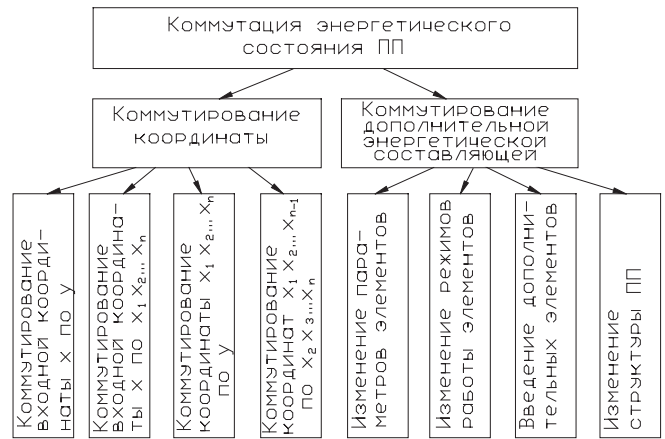 Коммутация энергетического
состояния ПП
Коммутирование
координаты
Коммутирование
дополнительной
энергетической
составляющей
Коммутирование
входной коорди-
наты x по y
Коммутирование
входной координа-
ты x по x₁ x₂... xₙ
Коммутирование
координаты x₁ x₂... xₙ
по y
Коммутирование
координат x₁ x₂... xₙ₋₁
по x₂ x₃...xₙ
Изменение пара-
метров элементов
Изменение режимов
работы элементов
Введение дополни-
тельных элементов
Изменение
структуры ПП